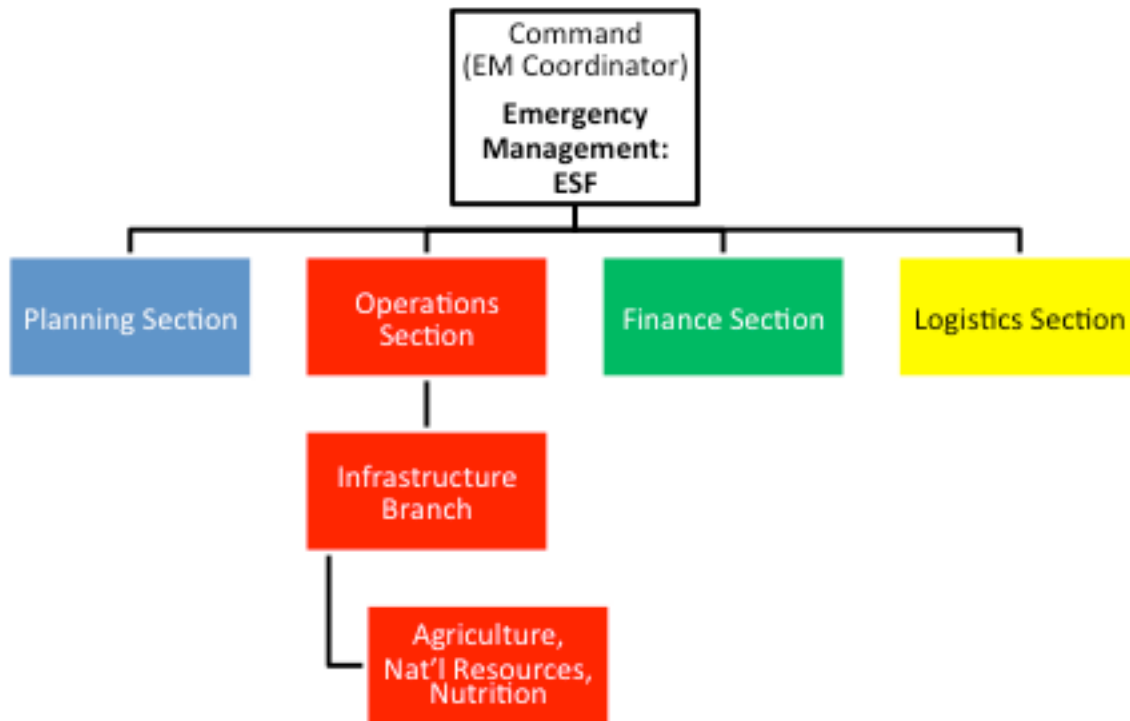 Command
(EM Coordinator)
Emergency
Management:
ESF
Planning Section
Operations
Section
Finance Section
Logistics Section
Infrastructure
Branch
Agriculture,
Nat'l Resources,
Nutrition